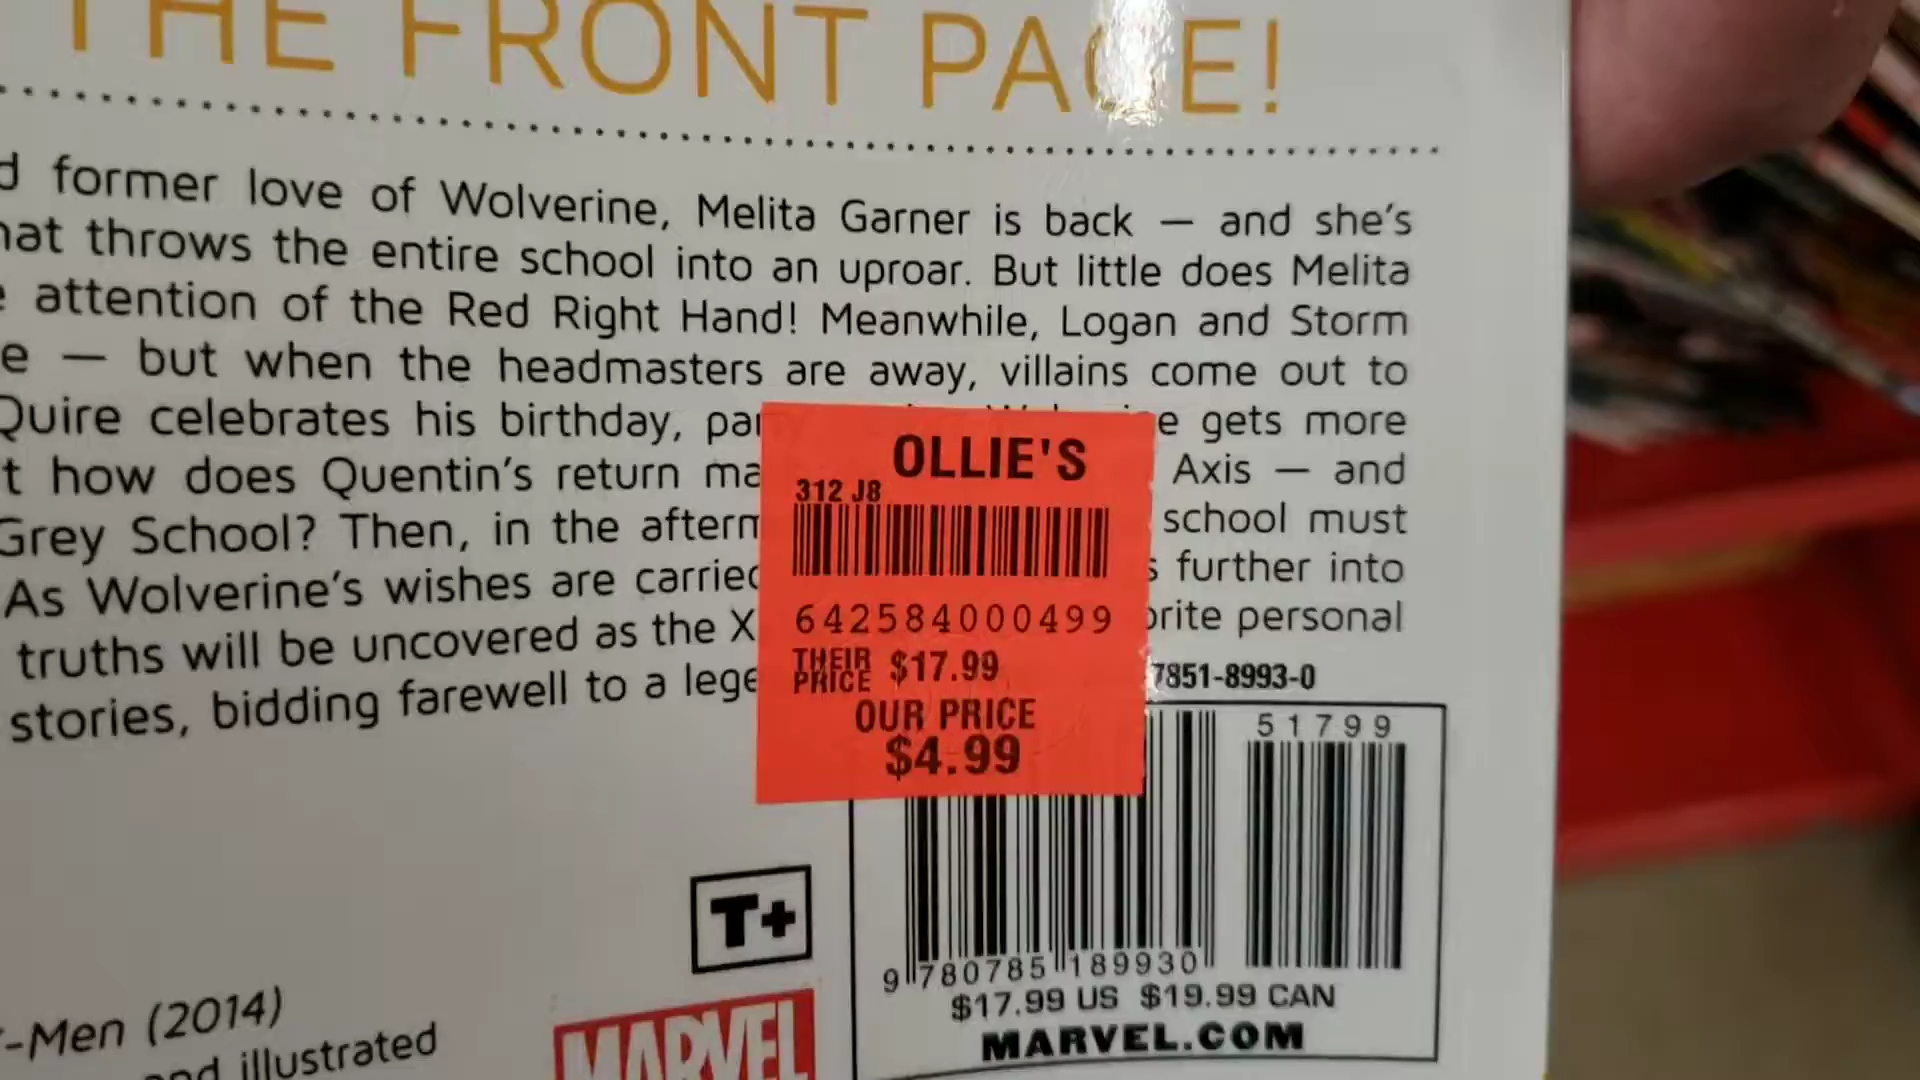 THE FRONT PAGE!
former love of Wolverine, Melita Garner is back — and she's
throws the entire school into an uproar. But little does Melita
attention of the Red Right Hand! Meanwhile, Logan and Storm
— but when the headmasters are away, villains come out to
Quire celebrates his birthday, gets more
how does Quentin's return Axis — and
Grey School? Then, in the school must
As Wolverine's wishes are further into
truths will be uncovered as the personal
stories, bidding farewell to a
OLLIE'S
312 J8
642584000499
THEIR PRICE $17.99
OUR PRICE
$4.99
7851-8993-0
51799
9 780785 189930
$17.99 US $19.99 CAN
MARVEL.COM
T+
-Men (2014)
and illustrated
MARVEL